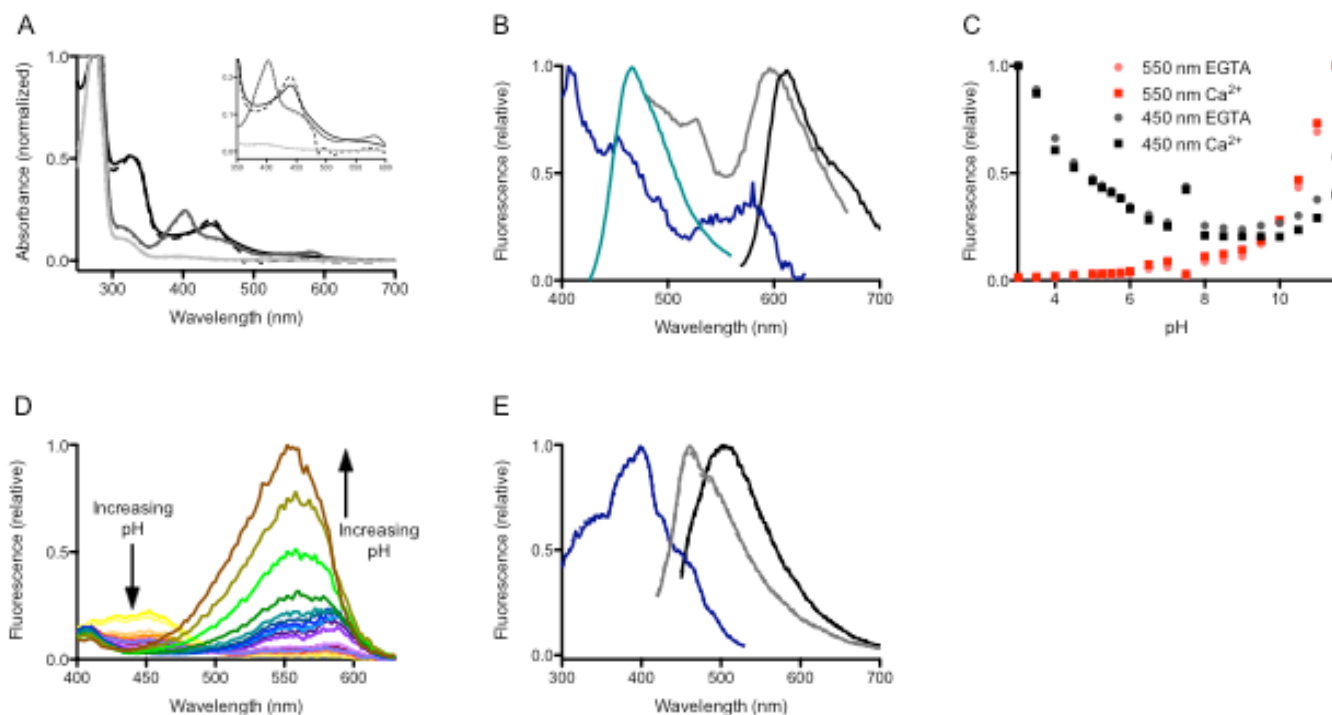 A
Absorbance (normalized)
1.0
0.5
0.0
300 400 500 600 700
Wavelength (nm)
B
Fluorescence (relative)
1.0
0.5
0.0
400 500 600 700
Wavelength (nm)
C
550 nm EGTA
550 nm Ca²⁺
450 nm EGTA
450 nm Ca²⁺
Fluorescence (relative)
1.0
0.5
0.0
4 6 8 10
pH
D
Fluorescence (relative)
1.0
0.5
0.0
Increasing
pH
Increasing
pH
400 450 500 550 600
Wavelength (nm)
E
Fluorescence (relative)
1.0
0.5
0.0
300 400 500 600 700
Wavelength (nm)